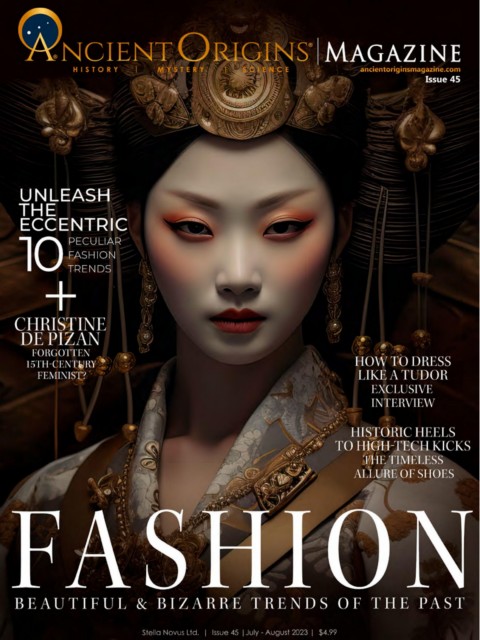 ANCIENT ORIGINS® | MAGAZINE
HISTORY | MYSTERY | SCIENCE
ancientoriginsmagazine.com
Issue 45
UNLEASH
THE
ECCENTRIC
10 PECULIAR
FASHION
TRENDS
+
CHRISTINE
DE PIZAN
FORGOTTEN
15TH-CENTURY
FEMINIST?
HOW TO DRESS
LIKE A TUDOR
EXCLUSIVE
INTERVIEW
HISTORIC HEELS
TO HIGH-TECH KICKS
THE TIMELESS
ALLURE OF SHOES
FASHION
BEAUTIFUL & BIZARRE TRENDS OF THE PAST
Stella Novus Ltd. | Issue 45 | July - August 2023 | $4.99